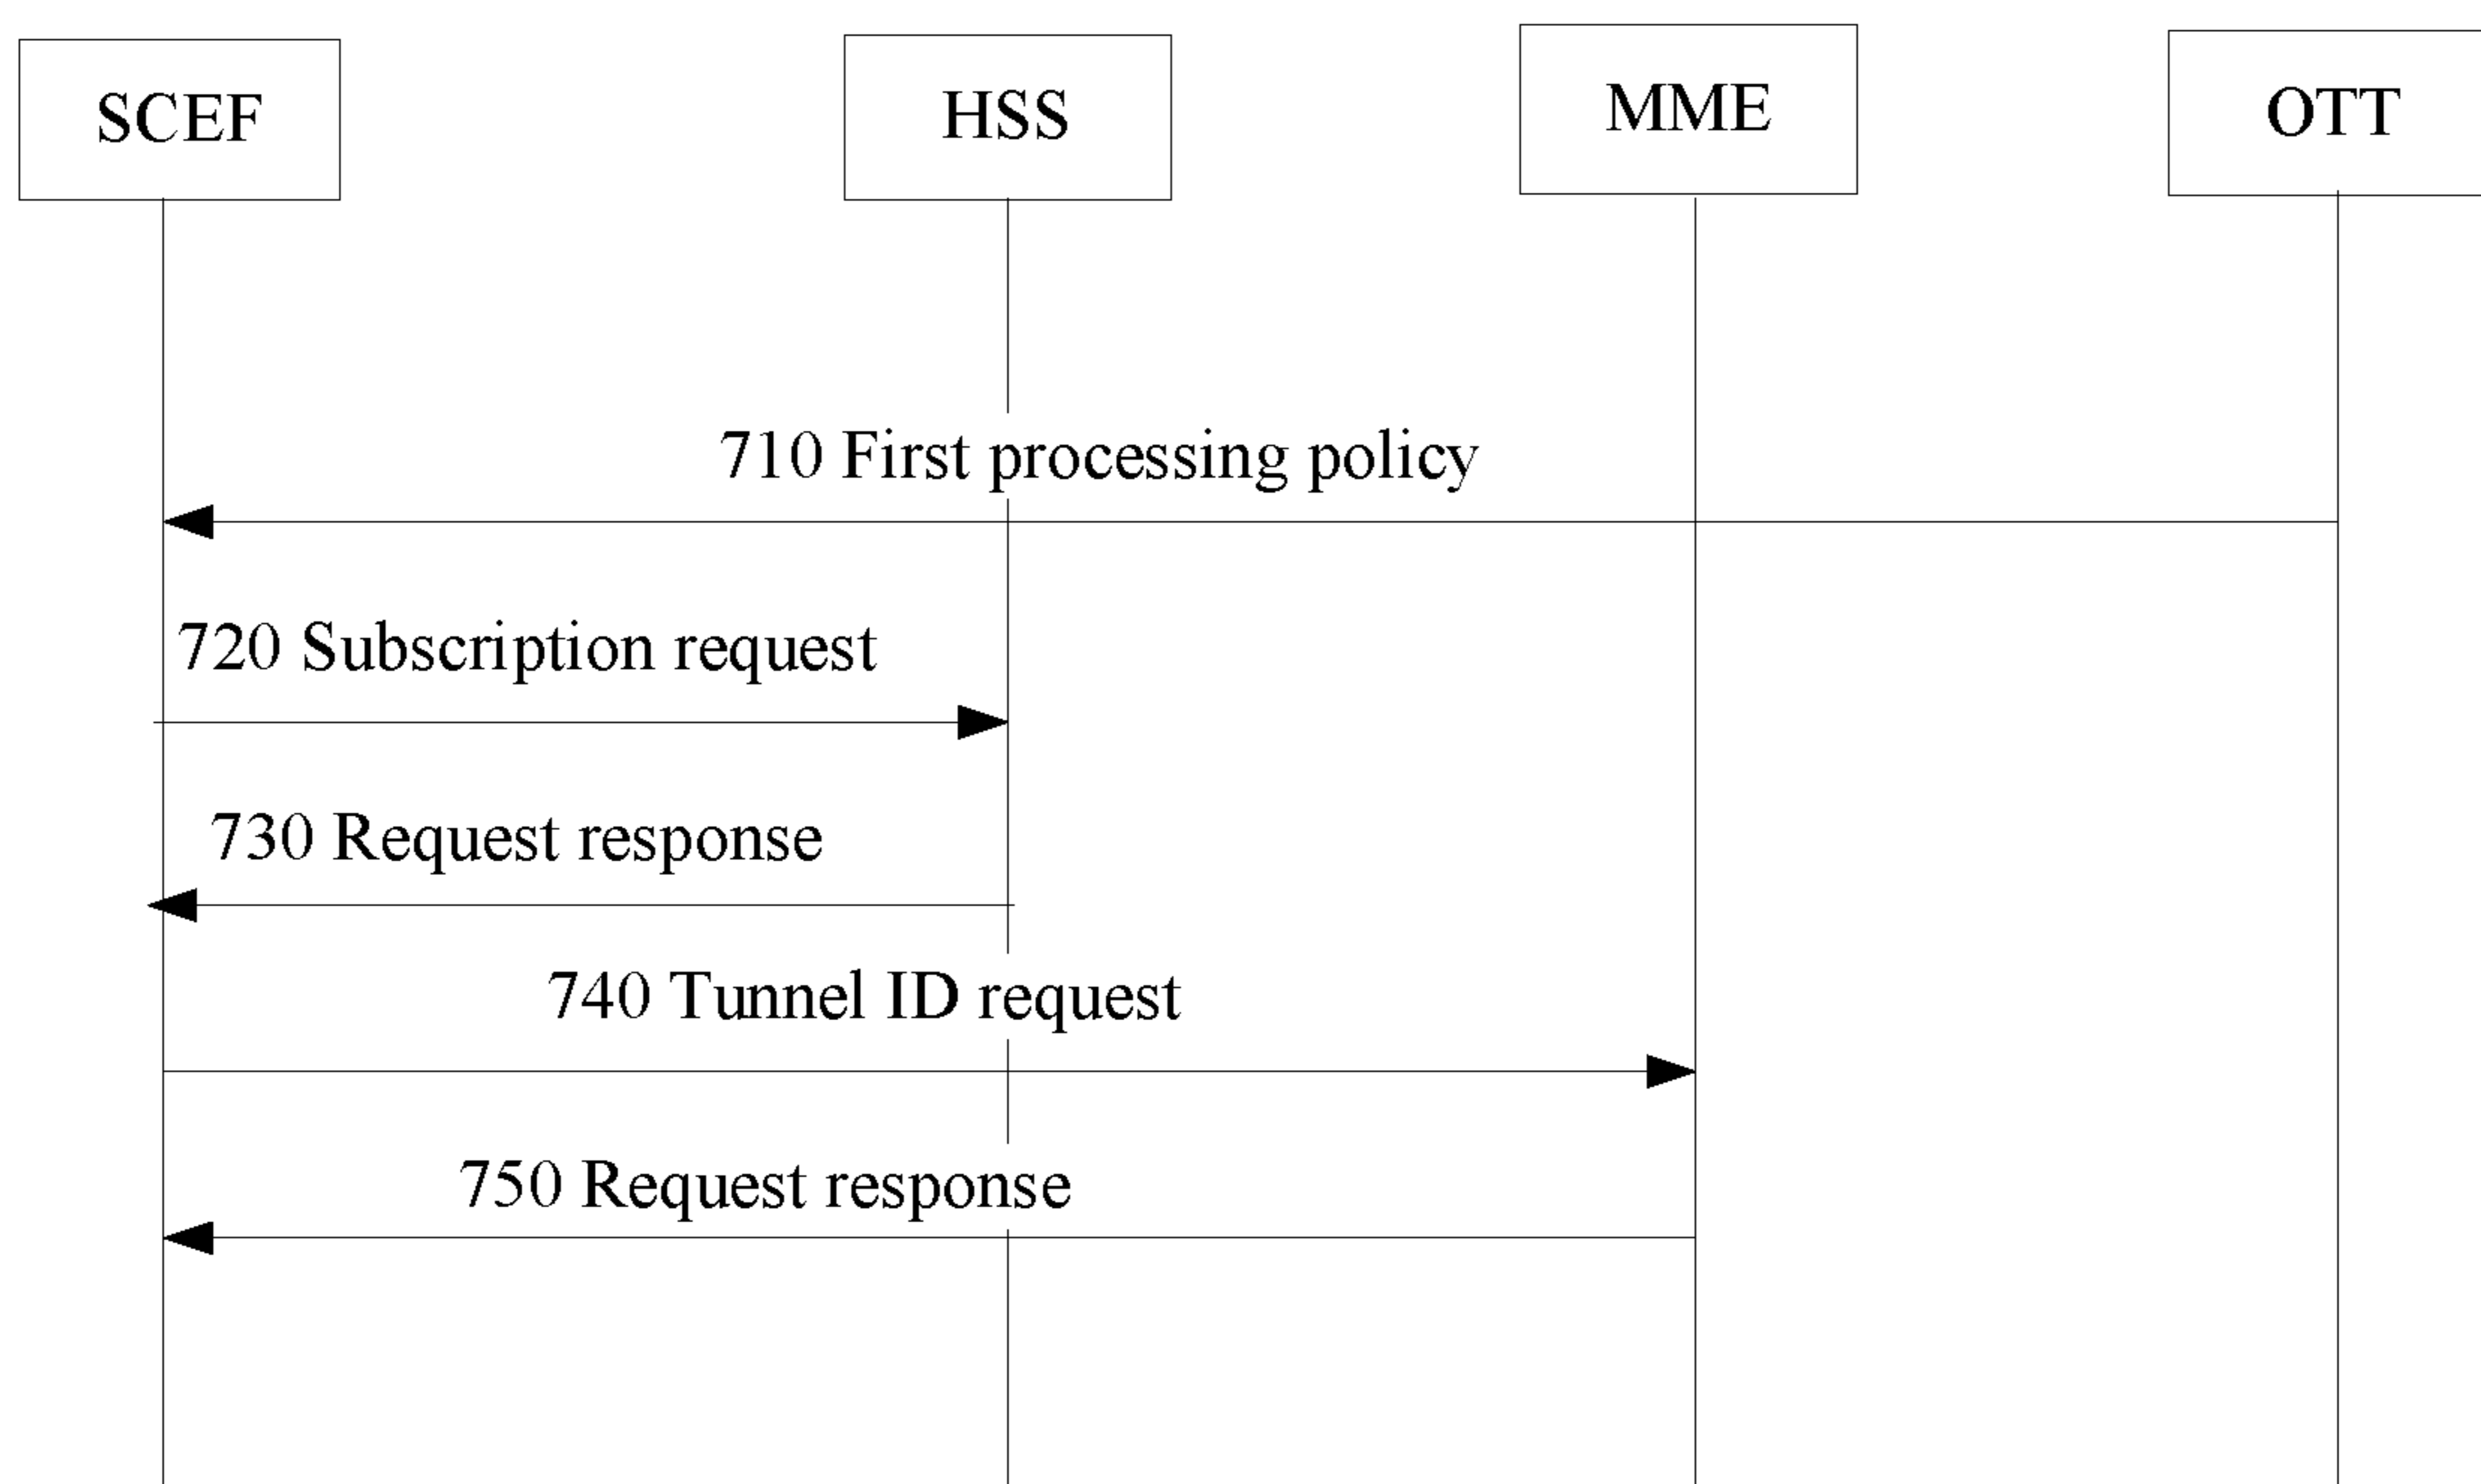 SCEF
HSS
MME
OTT
710 First processing policy
720 Subscription request
730 Request response
740 Tunnel ID request
750 Request response